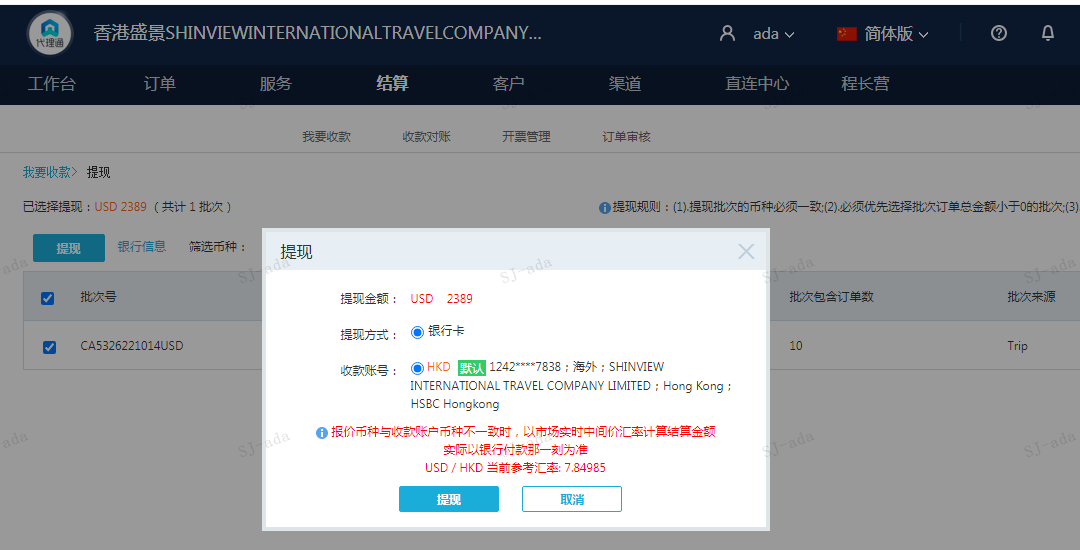 代理通
香港盛景SHINVIEWINTERNATIONALTRAVELCOMPANY...
ada
简体版
工作台 订单 服务 结算 客户 渠道 直连中心 程长营
我要收款 收款对账 开票管理 订单审核
我要收款> 提现
已选择提现：USD 2389 （ 共计 1 批次 ）
提现规则：(1).提现批次的币种必须一致;(2).必须优先选择批次订单总金额小于0的批次;(3)
提现 银行信息 筛选币种：
批次号 批次包含订单数 批次来源
CA5326221014USD 10 Trip
提现
提现金额： USD 2389
提现方式： 银行卡
收款账号： HKD 默认 1242****7838；海外；SHINVIEW
INTERNATIONAL TRAVEL COMPANY LIMITED；Hong Kong；
HSBC Hongkong
报价币种与收款账户币种不一致时，以市场实时中间价汇率计算结算金额
实际以银行付款那一刻为准
USD / HKD 当前参考汇率: 7.84985
提现 取消
SJ-ada
SJ-ada
SJ-ada
SJ-ada
SJ-ada
SJ-ada